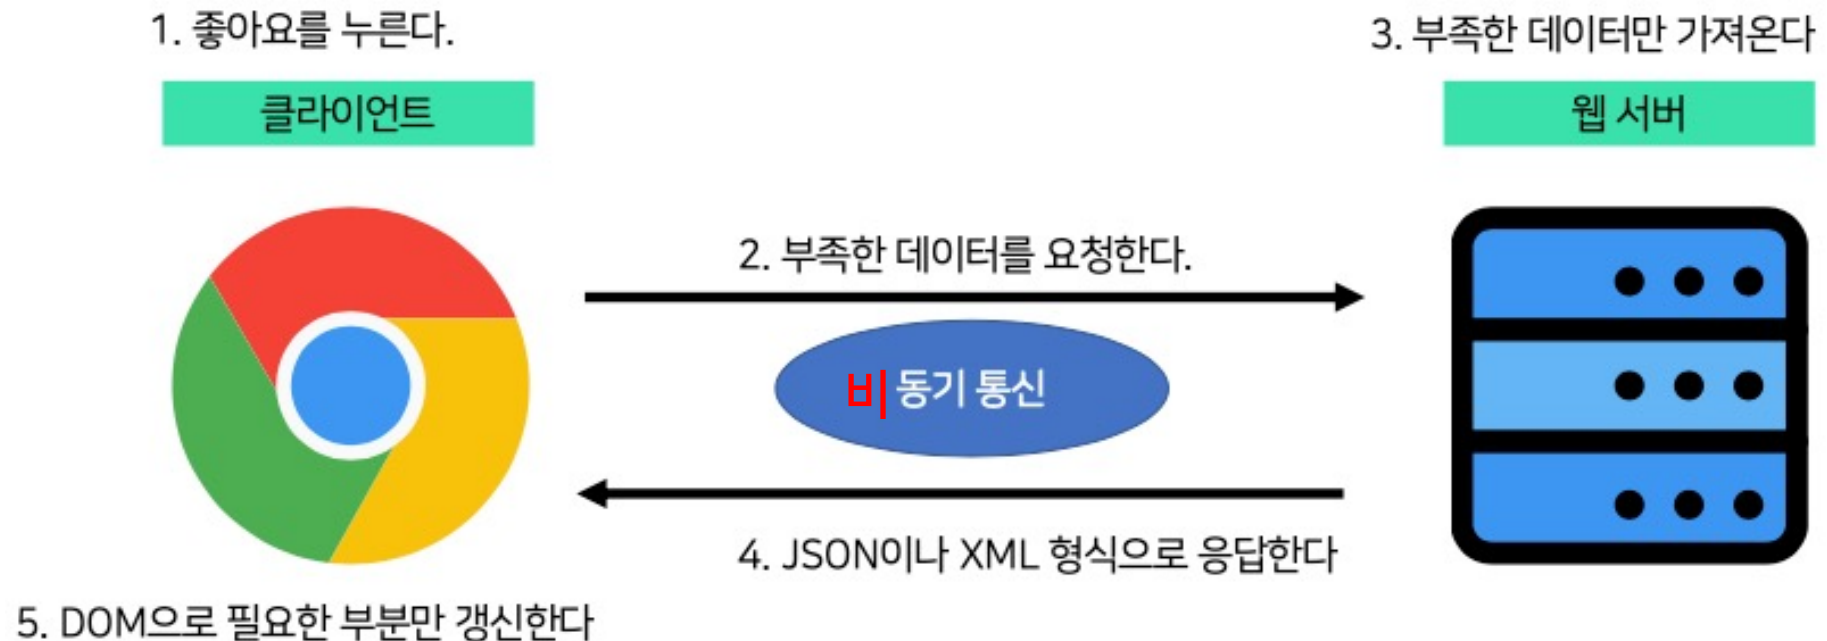 1. 좋아요를 누른다.
3. 부족한 데이터만 가져온다
클라이언트
웹 서버
2. 부족한 데이터를 요청한다.
비 동기 통신
4. JSON이나 XML 형식으로 응답한다
5. DOM으로 필요한 부분만 갱신한다